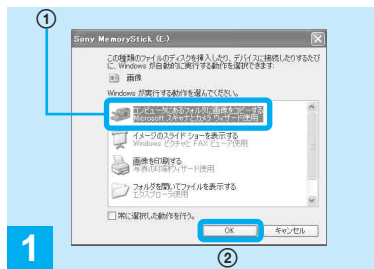 ①
Sony MemoryStick (E:)
この種類のファイルのディスクを挿入したり、デバイスに接続したりするたび
に、Windows が自動的に実行する動作を選択できます:
画像
Windows が実行する動作を選んでください。
コンピュータにあるフォルダに画像をコピーする
Microsoft スキャナとカメラ ウィザード使用
イメージのスライド ショーを表示する
Windows ピクチャと FAX ビューア使用
画像を印刷する
写真の印刷ウィザード使用
フォルダを開いてファイルを表示する
エクスプローラ使用
常に選択した動作を行う。
OK
キャンセル
1
②